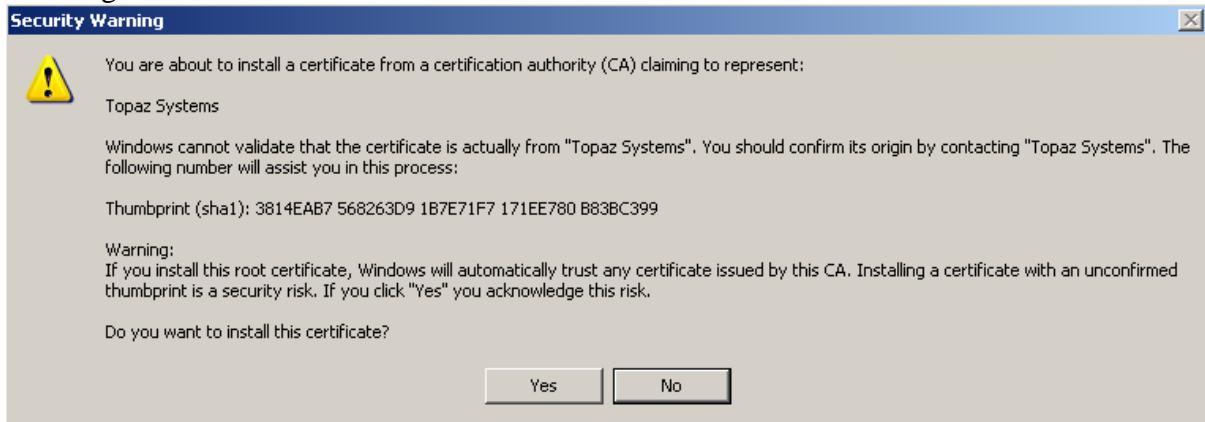 Security Warning
You are about to install a certificate from a certification authority (CA) claiming to represent:
Topaz Systems
Windows cannot validate that the certificate is actually from "Topaz Systems". You should confirm its origin by contacting "Topaz Systems". The
following number will assist you in this process:
Thumbprint (sha1): 3814EAB7 568263D9 1B7E71F7 171EE780 B83BC399
Warning:
If you install this root certificate, Windows will automatically trust any certificate issued by this CA. Installing a certificate with an unconfirmed
thumbprint is a security risk. If you click "Yes" you acknowledge this risk.
Do you want to install this certificate?
Yes No